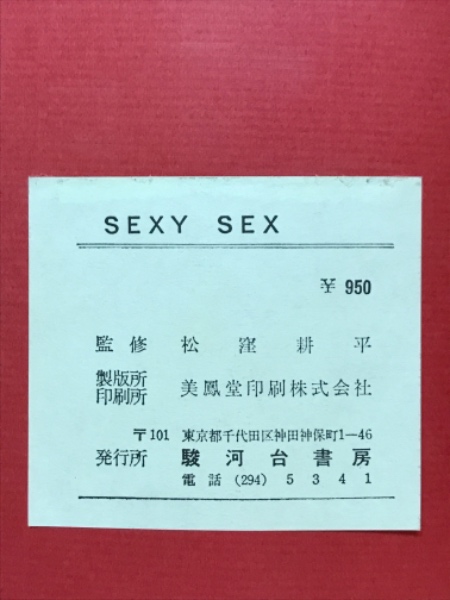 SEXY SEX
¥ 950
監修 松窪耕平
製版所
印刷所 美鳳堂印刷株式会社
〒101 東京都千代田区神田神保町1―46
発行所 駿河台書房
電話 (294) 5341